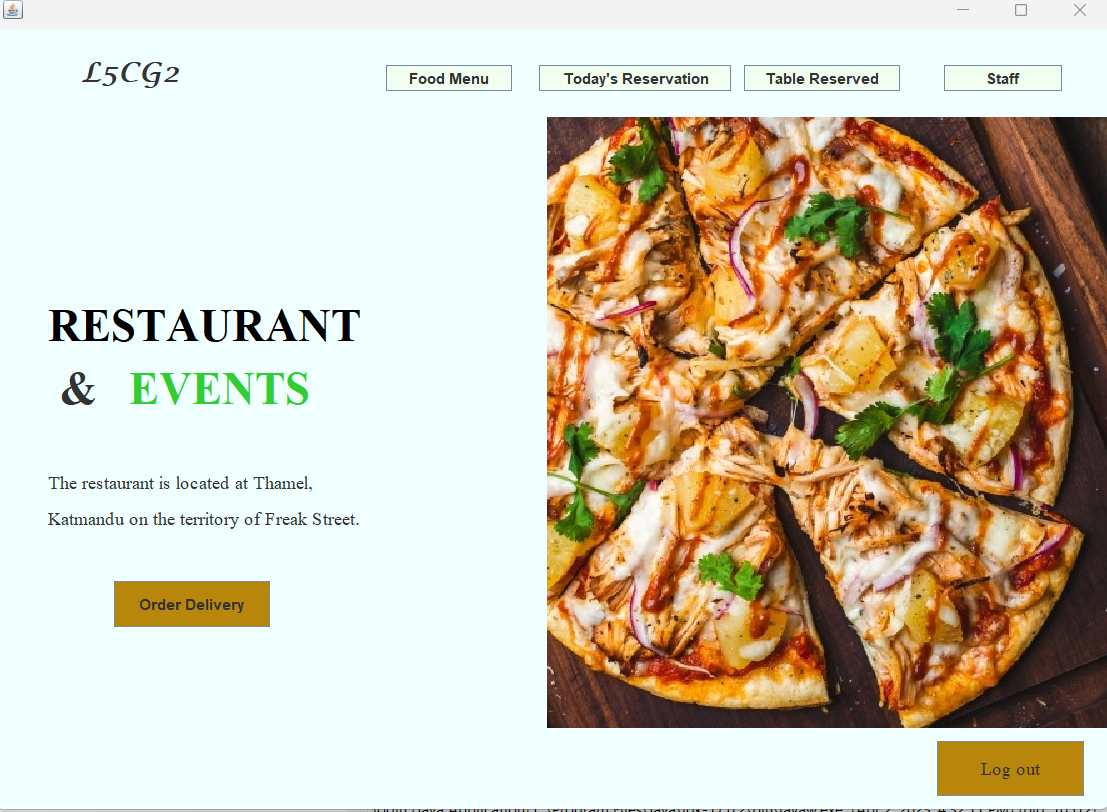 L5CG2
Food Menu
Today's Reservation
Table Reserved
Staff
RESTAURANT
& EVENTS
The restaurant is located at Thamel,
Katmandu on the territory of Freak Street.
Order Delivery
Log out